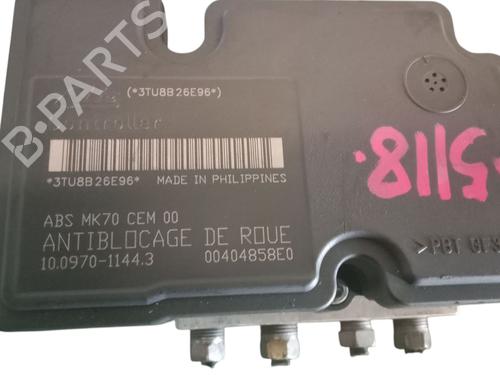 (*3TU8B26E96*)
Controller
*3TU8B26E96* MADE IN PHILIPPINES
ABS MK70 CEM 00
ANTIBLOCAGE DE ROUE
10.0970-1144.3 00404858E0
5118.
>PBT
B-PARTS